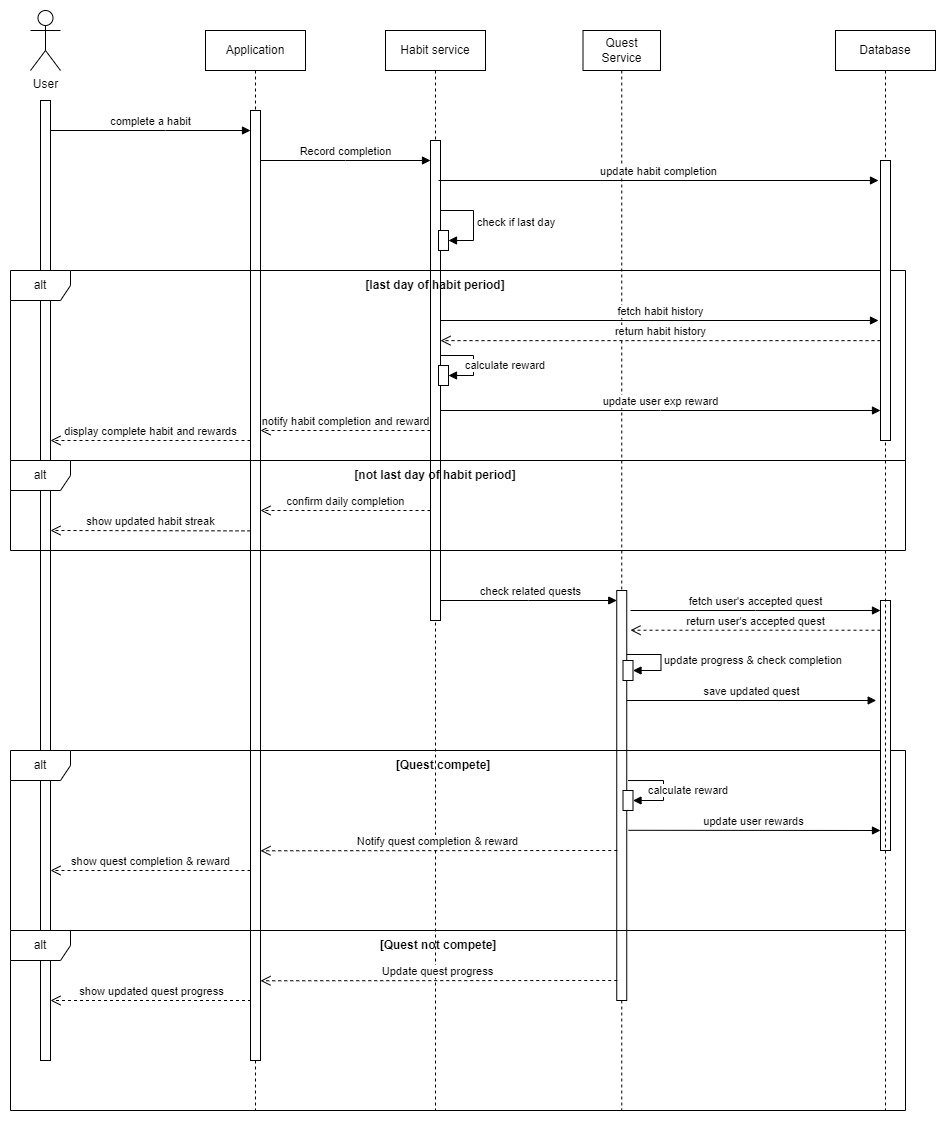 User
Application
Habit service
Quest
Service
Database
complete a habit
Record completion
update habit completion
check if last day
alt
[last day of habit period]
fetch habit history
return habit history
calculate reward
update user exp reward
notify habit completion and reward
display complete habit and rewards
alt
[not last day of habit period]
confirm daily completion
show updated habit streak
check related quests
fetch user's accepted quest
return user's accepted quest
update progress & check completion
save updated quest
alt
[Quest compete]
calculate reward
update user rewards
Notify quest completion & reward
show quest completion & reward
alt
[Quest not compete]
Update quest progress
show updated quest progress